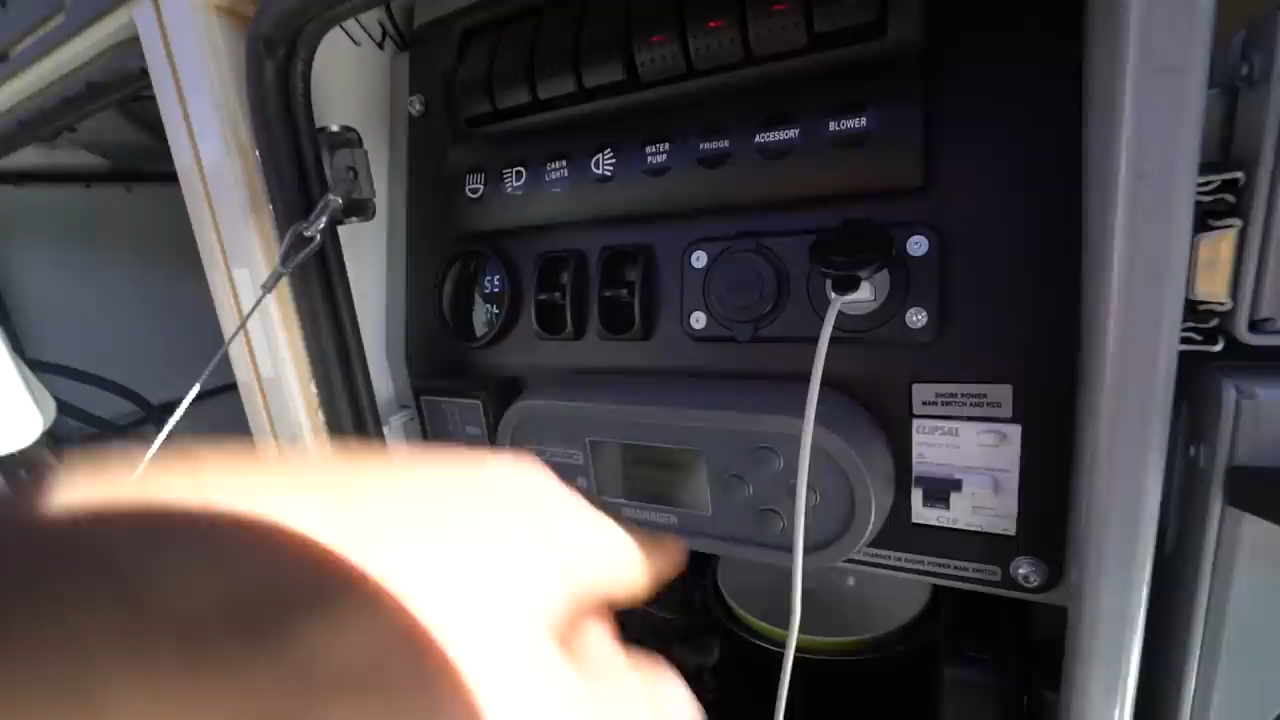 CABIN
LIGHTS
WATER
PUMP
FRIDGE
ACCESSORY
BLOWER
SHORE POWER
MAIN SWITCH AND RCD
CLIPSAL
MANAGER
CHARGER OR SHORE POWER MAIN SWITCH